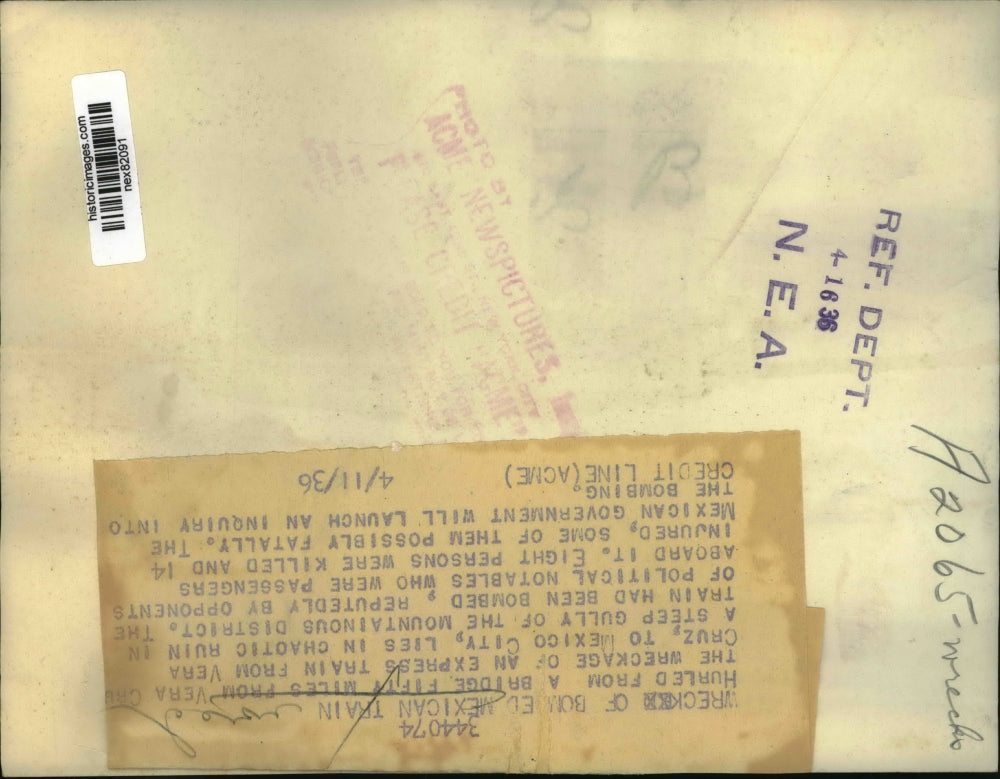 historicimages.com
nex82091
PHOTO BY
ACME NEWSPICTURES,
REF. DEPT.
4-16 36
N. E. A.
B
A2065-wrecks
344074
WRECK OF BOMBED MEXICAN TRAIN
HURLED FROM A BRIDGE FIFTY MILES FROM VERA CRU
THE WRECKAGE OF AN EXPRESS TRAIN FROM VERA
CRUZ, TO MEXICO CITY, LIES IN CHAOTIC RUIN IN
A STEEP GULLY OF THE MOUNTAINOUS DISTRICT. THE
TRAIN HAD BEEN BOMBED, REPUTEDLY BY OPPONENTS
OF POLITICAL NOTABLES WHO WERE PASSENGERS
ABOARD IT. EIGHT PERSONS WERE KILLED AND 14
INJURED, SOME OF THEM POSSIBLY FATALLY. THE
MEXICAN GOVERNMENT WILL LAUNCH AN INQUIRY INTO
THE BOMBING.
CREDIT LINE (ACME) 4/11/36